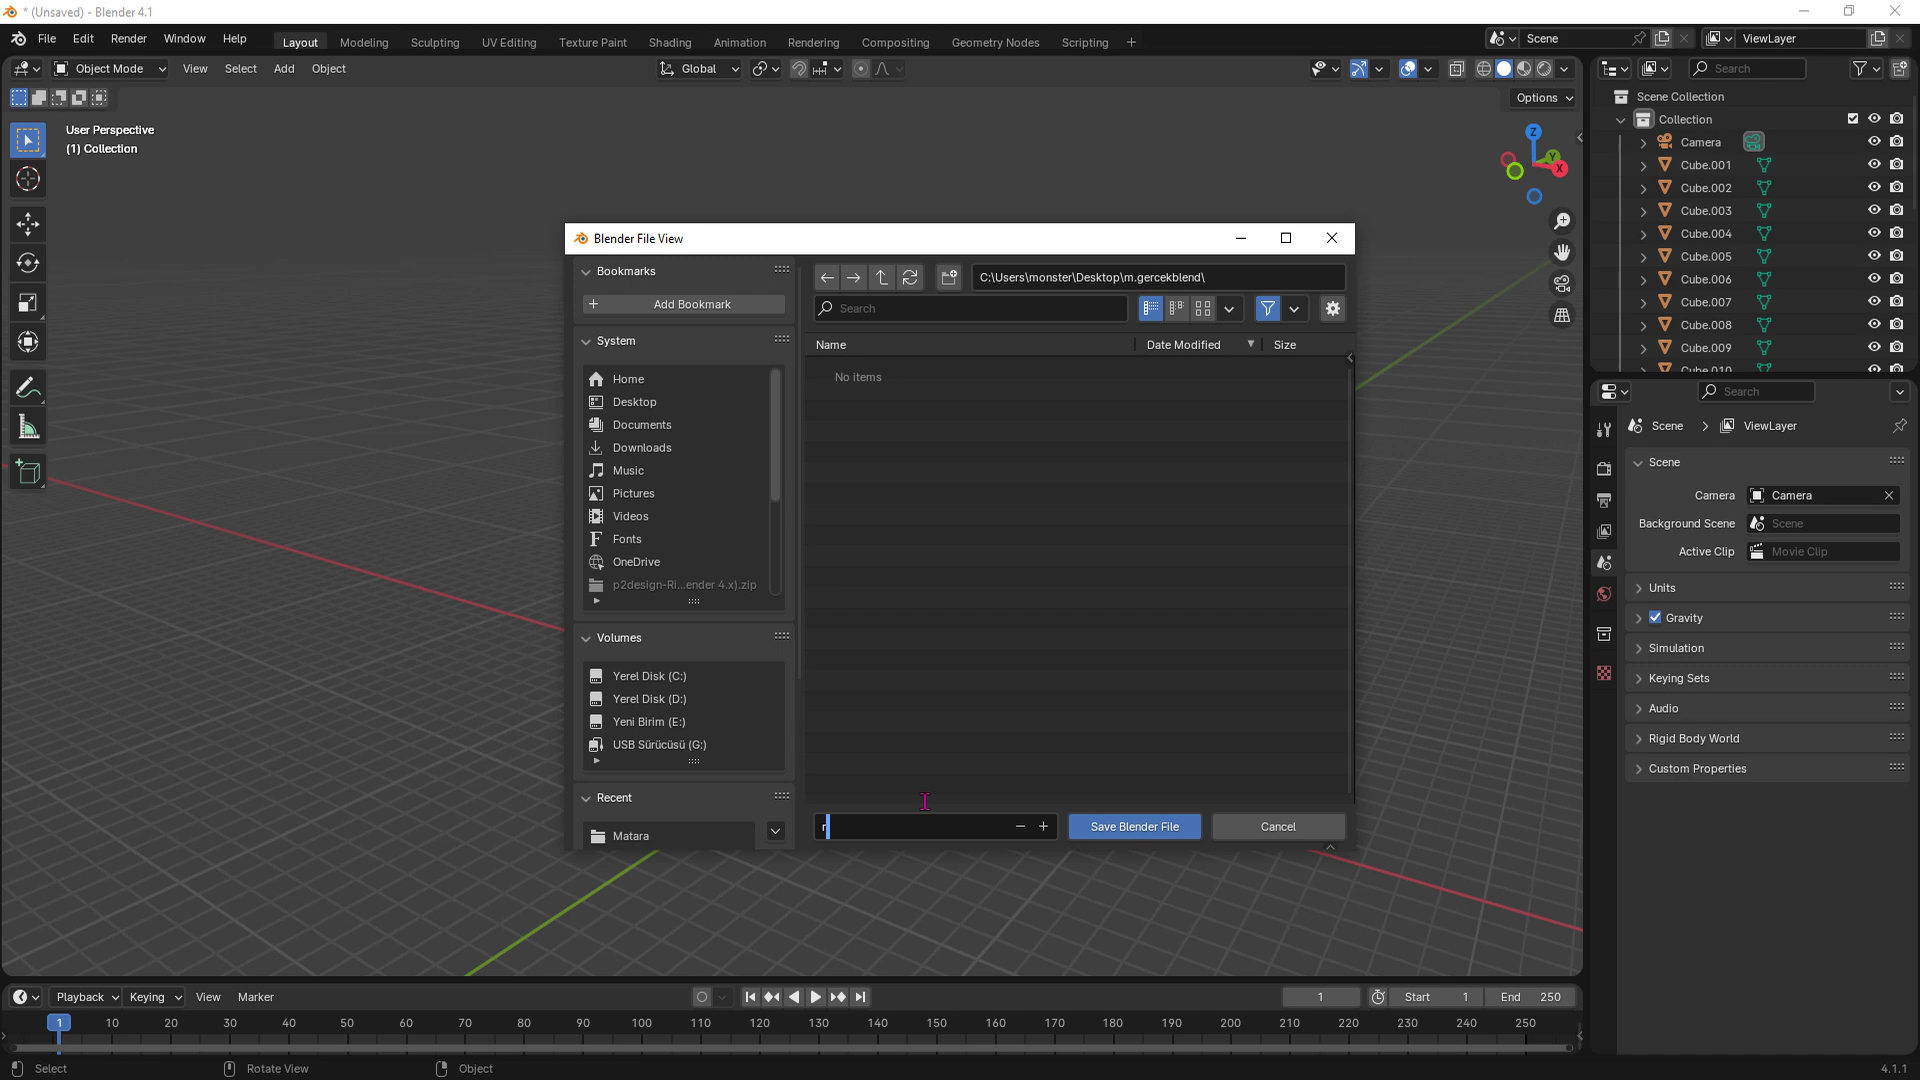 * (Unsaved) - Blender 4.1
File Edit Render Window Help
Layout Modeling Sculpting UV Editing Texture Paint Shading Animation Rendering Compositing Geometry Nodes Scripting +
Scene
ViewLayer
Object Mode View Select Add Object
Global
Search
Options
User Perspective
(1) Collection
Z
Y
X
Scene Collection
Collection
Camera
Cube.001
Cube.002
Cube.003
Cube.004
Cube.005
Cube.006
Cube.007
Cube.008
Cube.009
Cube.010
Blender File View
Bookmarks
Add Bookmark
System
Home
Desktop
Documents
Downloads
Music
Pictures
Videos
Fonts
OneDrive
p2design-Ri...ender 4.x).zip
Volumes
Yerel Disk (C:)
Yerel Disk (D:)
Yeni Birim (E:)
USB Sürücüsü (G:)
Recent
Matara
C:\Users\monster\Desktop\m.gercekblend\
Search
Name Date Modified Size
No items
Save Blender File
Cancel
Search
Scene > ViewLayer
Scene
Camera Camera
Background Scene Scene
Active Clip Movie Clip
Units
Gravity
Simulation
Keying Sets
Audio
Rigid Body World
Custom Properties
Playback Keying View Marker
1 Start 1 End 250
1 10 20 30 40 50 60 70 80 90 100 110 120 130 140 150 160 170 180 190 200 210 220 230 240 250
Select Rotate View Object
4.1.1